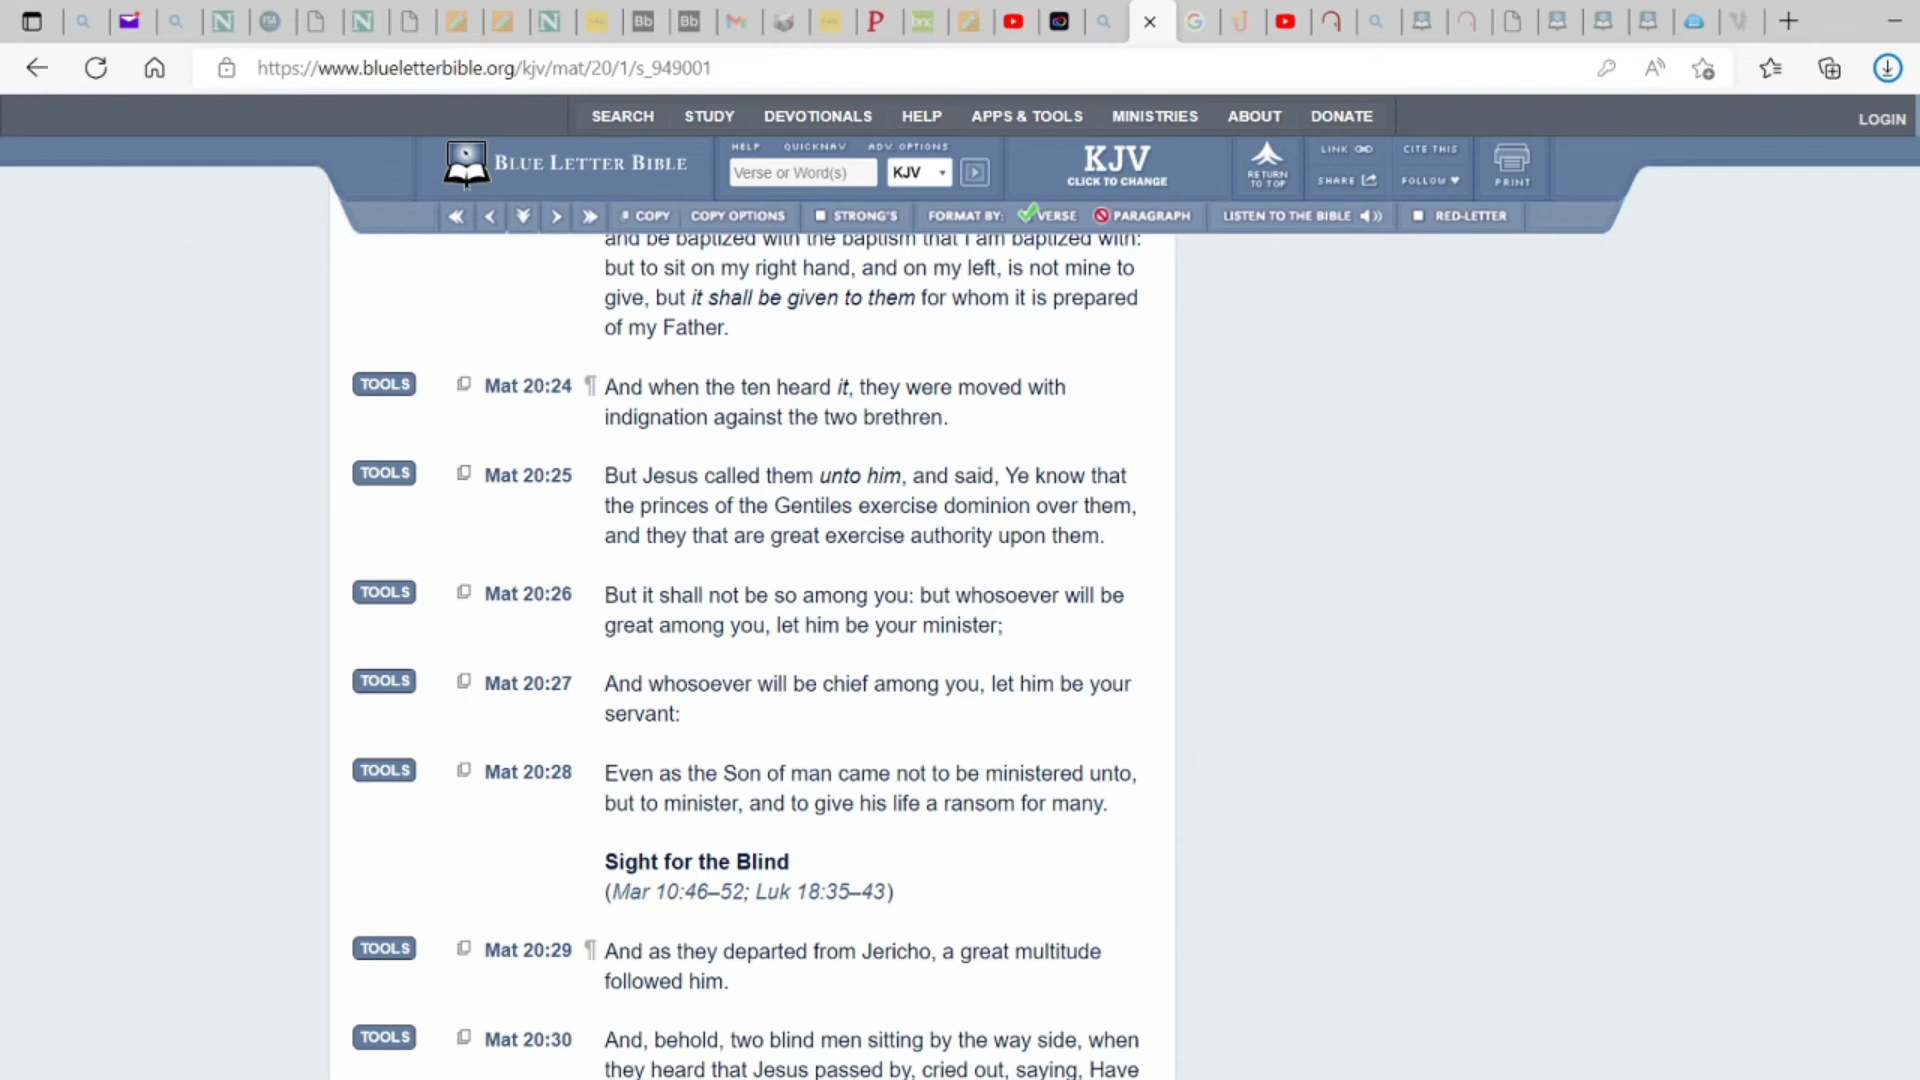 https://www.blueletterbible.org/kjv/mat/20/1/s_949001
SEARCH STUDY DEVOTIONALS HELP APPS & TOOLS MINISTRIES ABOUT DONATE
LOGIN
BLUE LETTER BIBLE
HELP QUICKNAV ADV. OPTIONS
Verse or Word(s) KJV
KJV
CLICK TO CHANGE
RETURN
TO TOP
LINK CITE THIS
SHARE FOLLOW
PRINT
COPY COPY OPTIONS STRONG'S FORMAT BY: VERSE PARAGRAPH LISTEN TO THE BIBLE RED-LETTER
and be baptized with the baptism that I am baptized with:
but to sit on my right hand, and on my left, is not mine to
give, but it shall be given to them for whom it is prepared
of my Father.
TOOLS Mat 20:24 ¶ And when the ten heard it, they were moved with
indignation against the two brethren.
TOOLS Mat 20:25 But Jesus called them unto him, and said, Ye know that
the princes of the Gentiles exercise dominion over them,
and they that are great exercise authority upon them.
TOOLS Mat 20:26 But it shall not be so among you: but whosoever will be
great among you, let him be your minister;
TOOLS Mat 20:27 And whosoever will be chief among you, let him be your
servant:
TOOLS Mat 20:28 Even as the Son of man came not to be ministered unto,
but to minister, and to give his life a ransom for many.
Sight for the Blind
(Mar 10:46–52; Luk 18:35–43)
TOOLS Mat 20:29 ¶ And as they departed from Jericho, a great multitude
followed him.
TOOLS Mat 20:30 And, behold, two blind men sitting by the way side, when
they heard that Jesus passed by, cried out, saying, Have